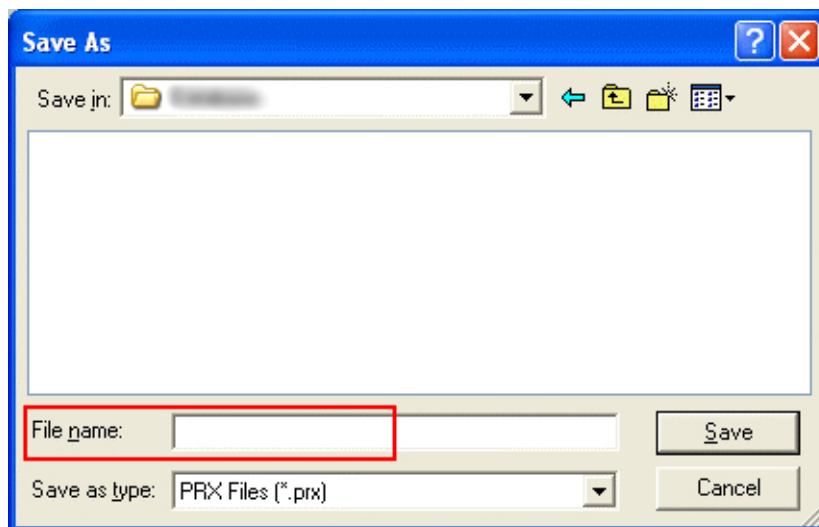 Save As
Save in:
File name:
Save
Save as type: PRX Files (*.prx)
Cancel